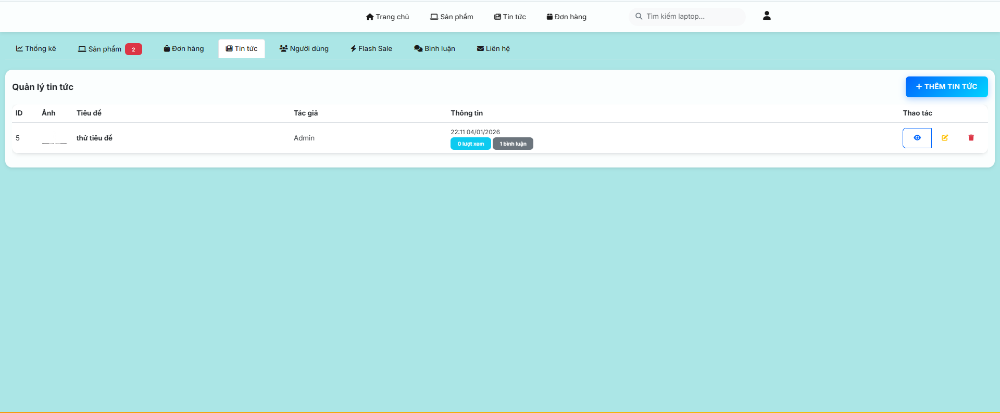 Trang chủ Sản phẩm Tin tức Đơn hàng Tìm kiếm laptop...
Thống kê Sản phẩm 2 Đơn hàng Tin tức Người dùng Flash Sale Bình luận Liên hệ
Quản lý tin tức
+ THÊM TIN TỨC
ID Ảnh Tiêu đề Tác giả Thông tin Thao tác
5 thử tiêu đề Admin
22:11 04/01/2026
0 lượt xem 1 bình luận